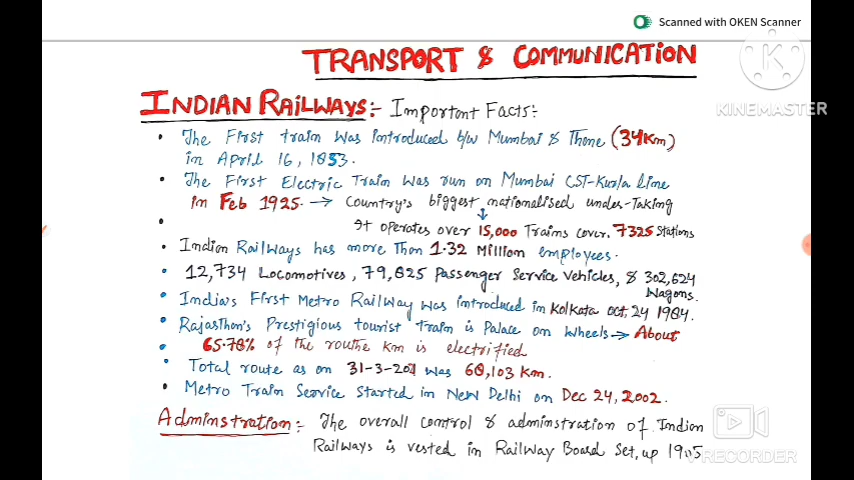 Scanned with OKEN Scanner
TRANSPORT & COMMUNICATION
K
KINEMASTER
INDIAN RAILWAYS:- Important Facts:-
• The First train was introduced b/w Mumbai & Thane (34Km)
in April 16, 1853.
• The First Electric Train was run on Mumbai CST-Kurla line
in Feb 1925. → Country's biggest nationalised under-Taking
• It operates over 15,000 Trains cover. 7325 Stations
• Indian Railways has more Than 1.32 Million employees.
• 12,734 Locomotives, 79,825 Passenger Service Vehicles, & 302,624
Wagons.
• India's First Metro Railway was introduced in Kolkata Oct, 24 1984.
• Rajasthan's Prestigious tourist train is Palace on Wheels → About
• 65.78% of the routhe Km is electrified
• Total route as on 31-3-201 was 68,103 Km.
• Metro Train Service Started in New Delhi on Dec 24, 2002.
Adminstration:- The overall control & adminstration of Indian
Railways is vested in Railway Board Set, up 1905
RECORDER